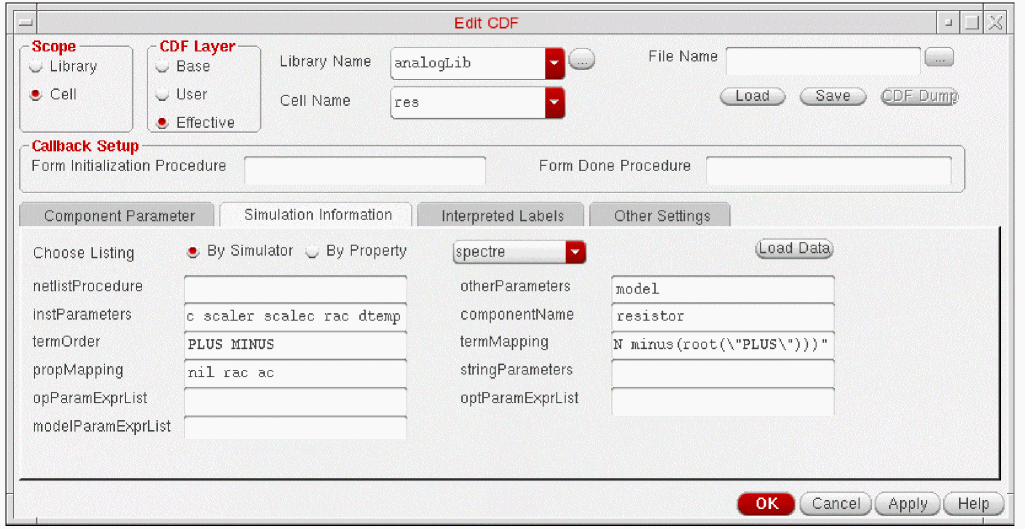 Edit CDF
Scope
Library
Cell
CDF Layer
Base
User
Effective
Library Name
analogLib
...
File Name
...
Cell Name
res
Load
Save
CDF Dump
Callback Setup
Form Initialization Procedure
Form Done Procedure
Component Parameter
Simulation Information
Interpreted Labels
Other Settings
Choose Listing
By Simulator
By Property
spectre
Load Data
netlistProcedure
otherParameters
model
instParameters
c scaler scalec rac dtemp
componentName
resistor
termOrder
PLUS MINUS
termMapping
N minus(root(\"PLUS\")))"
propMapping
nil rac ac
stringParameters
opParamExprList
optParamExprList
modelParamExprList
OK
Cancel
Apply
Help